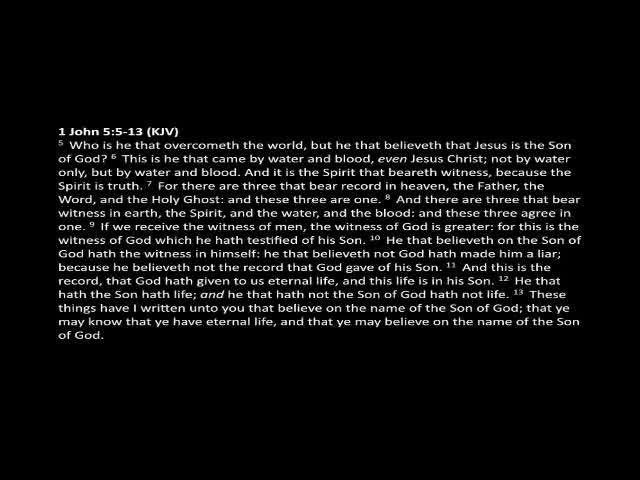 1 John 5:5-13 (KJV)
5 Who is he that overcometh the world, but he that believeth that Jesus is the Son
of God? 6 This is he that came by water and blood, even Jesus Christ; not by water
only, but by water and blood. And it is the Spirit that beareth witness, because the
Spirit is truth. 7 For there are three that bear record in heaven, the Father, the
Word, and the Holy Ghost: and these three are one. 8 And there are three that bear
witness in earth, the Spirit, and the water, and the blood: and these three agree in
one. 9 If we receive the witness of men, the witness of God is greater: for this is the
witness of God which he hath testified of his Son. 10 He that believeth on the Son of
God hath the witness in himself: he that believeth not God hath made him a liar;
because he believeth not the record that God gave of his Son. 11 And this is the
record, that God hath given to us eternal life, and this life is in his Son. 12 He that
hath the Son hath life; and he that hath not the Son of God hath not life. 13 These
things have I written unto you that believe on the name of the Son of God; that ye
may know that ye have eternal life, and that ye may believe on the name of the Son
of God.